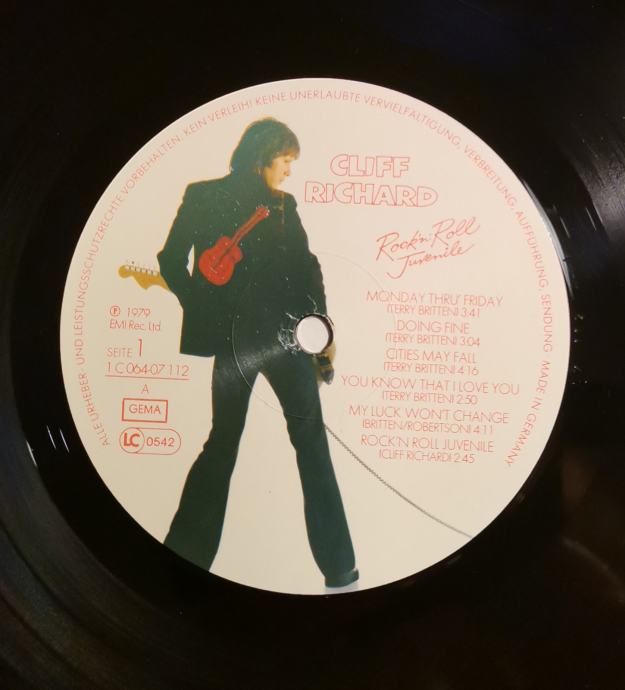 ALLE URHEBER- UND LEISTUNGSSCHUTZRECHTE VORBEHALTEN. KEIN VERLEIH! KEINE UNERLAUBTE VERVIELFÄLTIGUNG, VERBREITUNG, AUFFÜHRUNG, SENDUNG MADE IN GERMANY
CLIFF
RICHARD
Rock'n'Roll
Juvenile
℗ 1979
EMI Rec. Ltd.
SEITE 1
1C 064-07 112
A
GEMA
LC 0542
MONDAY THRU' FRIDAY
(TERRY BRITTEN) 3:41
DOING FINE
(TERRY BRITTEN) 3:04
CITIES MAY FALL
(TERRY BRITTEN) 4:16
YOU KNOW THAT I LOVE YOU
(TERRY BRITTEN) 2:50
MY LUCK WON'T CHANGE
(BRITTEN/ROBERTSON) 4:11
ROCK'N ROLL JUVENILE
(CLIFF RICHARD) 2:45